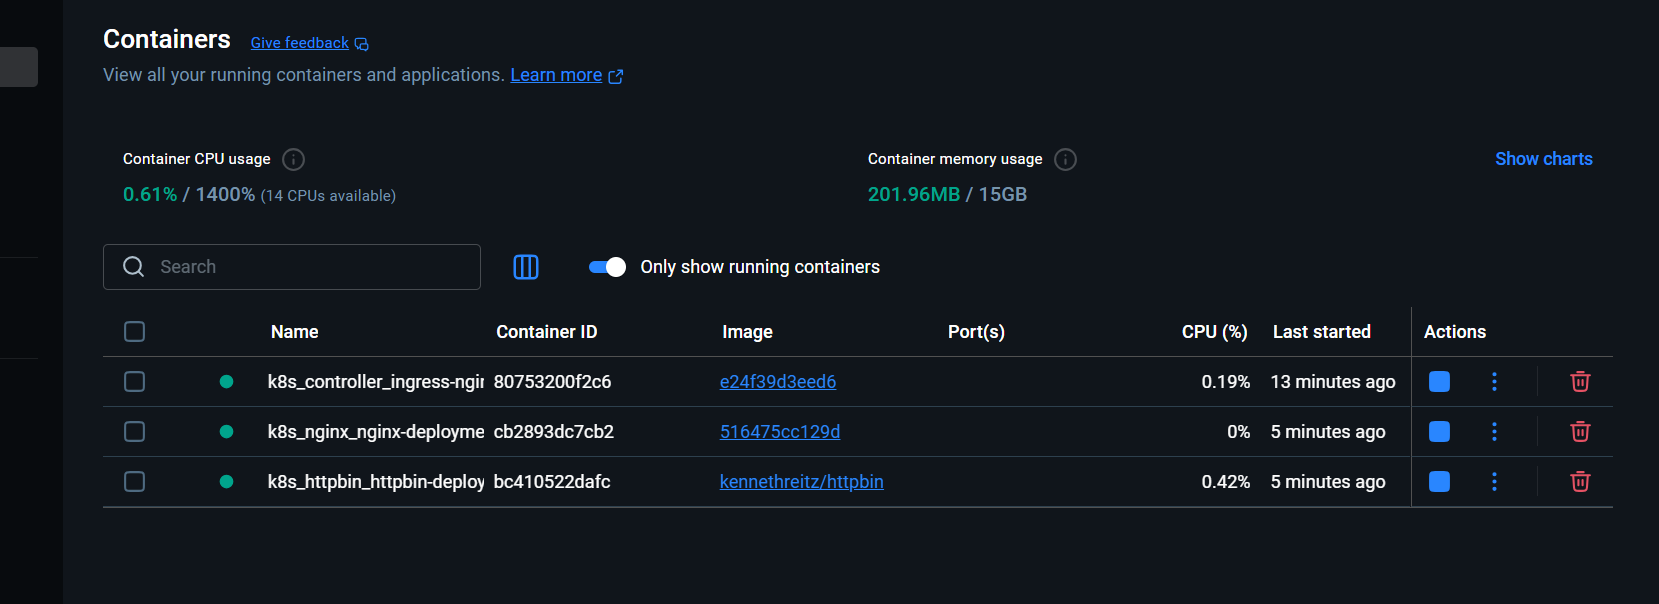 Containers Give feedback
View all your running containers and applications. Learn more
Container CPU usage Container memory usage Show charts
0.61% / 1400% (14 CPUs available) 201.96MB / 15GB
Search Only show running containers
Name Container ID Image Port(s) CPU (%) Last started Actions
k8s_controller_ingress-ngin 80753200f2c6 e24f39d3eed6 0.19% 13 minutes ago
k8s_nginx_nginx-deployme cb2893dc7cb2 516475cc129d 0% 5 minutes ago
k8s_httpbin_httpbin-deploy bc410522dafc kennethreitz/httpbin 0.42% 5 minutes ago